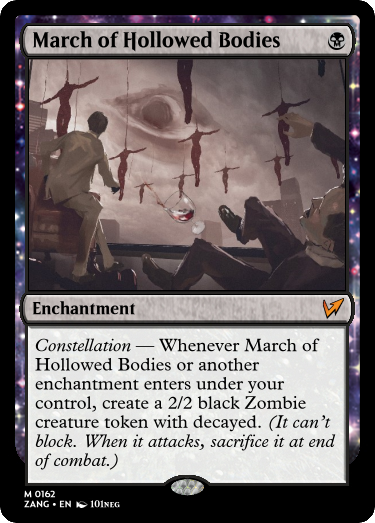 March of Hollowed Bodies
Enchantment
Constellation — Whenever March of
Hollowed Bodies or another
enchantment enters under your
control, create a 2/2 black Zombie
creature token with decayed. (It can't
block. When it attacks, sacrifice it at end
of combat.)
M 0162
ZANG • EN 101NEG